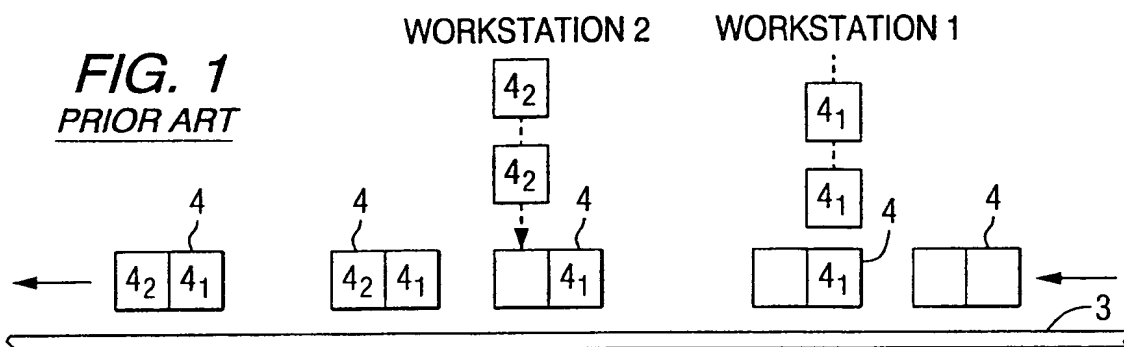 WORKSTATION 2 WORKSTATION 1
FIG. 1
PRIOR ART
4₂ 4₁
4₂ 4₁
4 4 4 4 4
4₂ 4₁ 4₂ 4₁ 4₁ 4₁
3